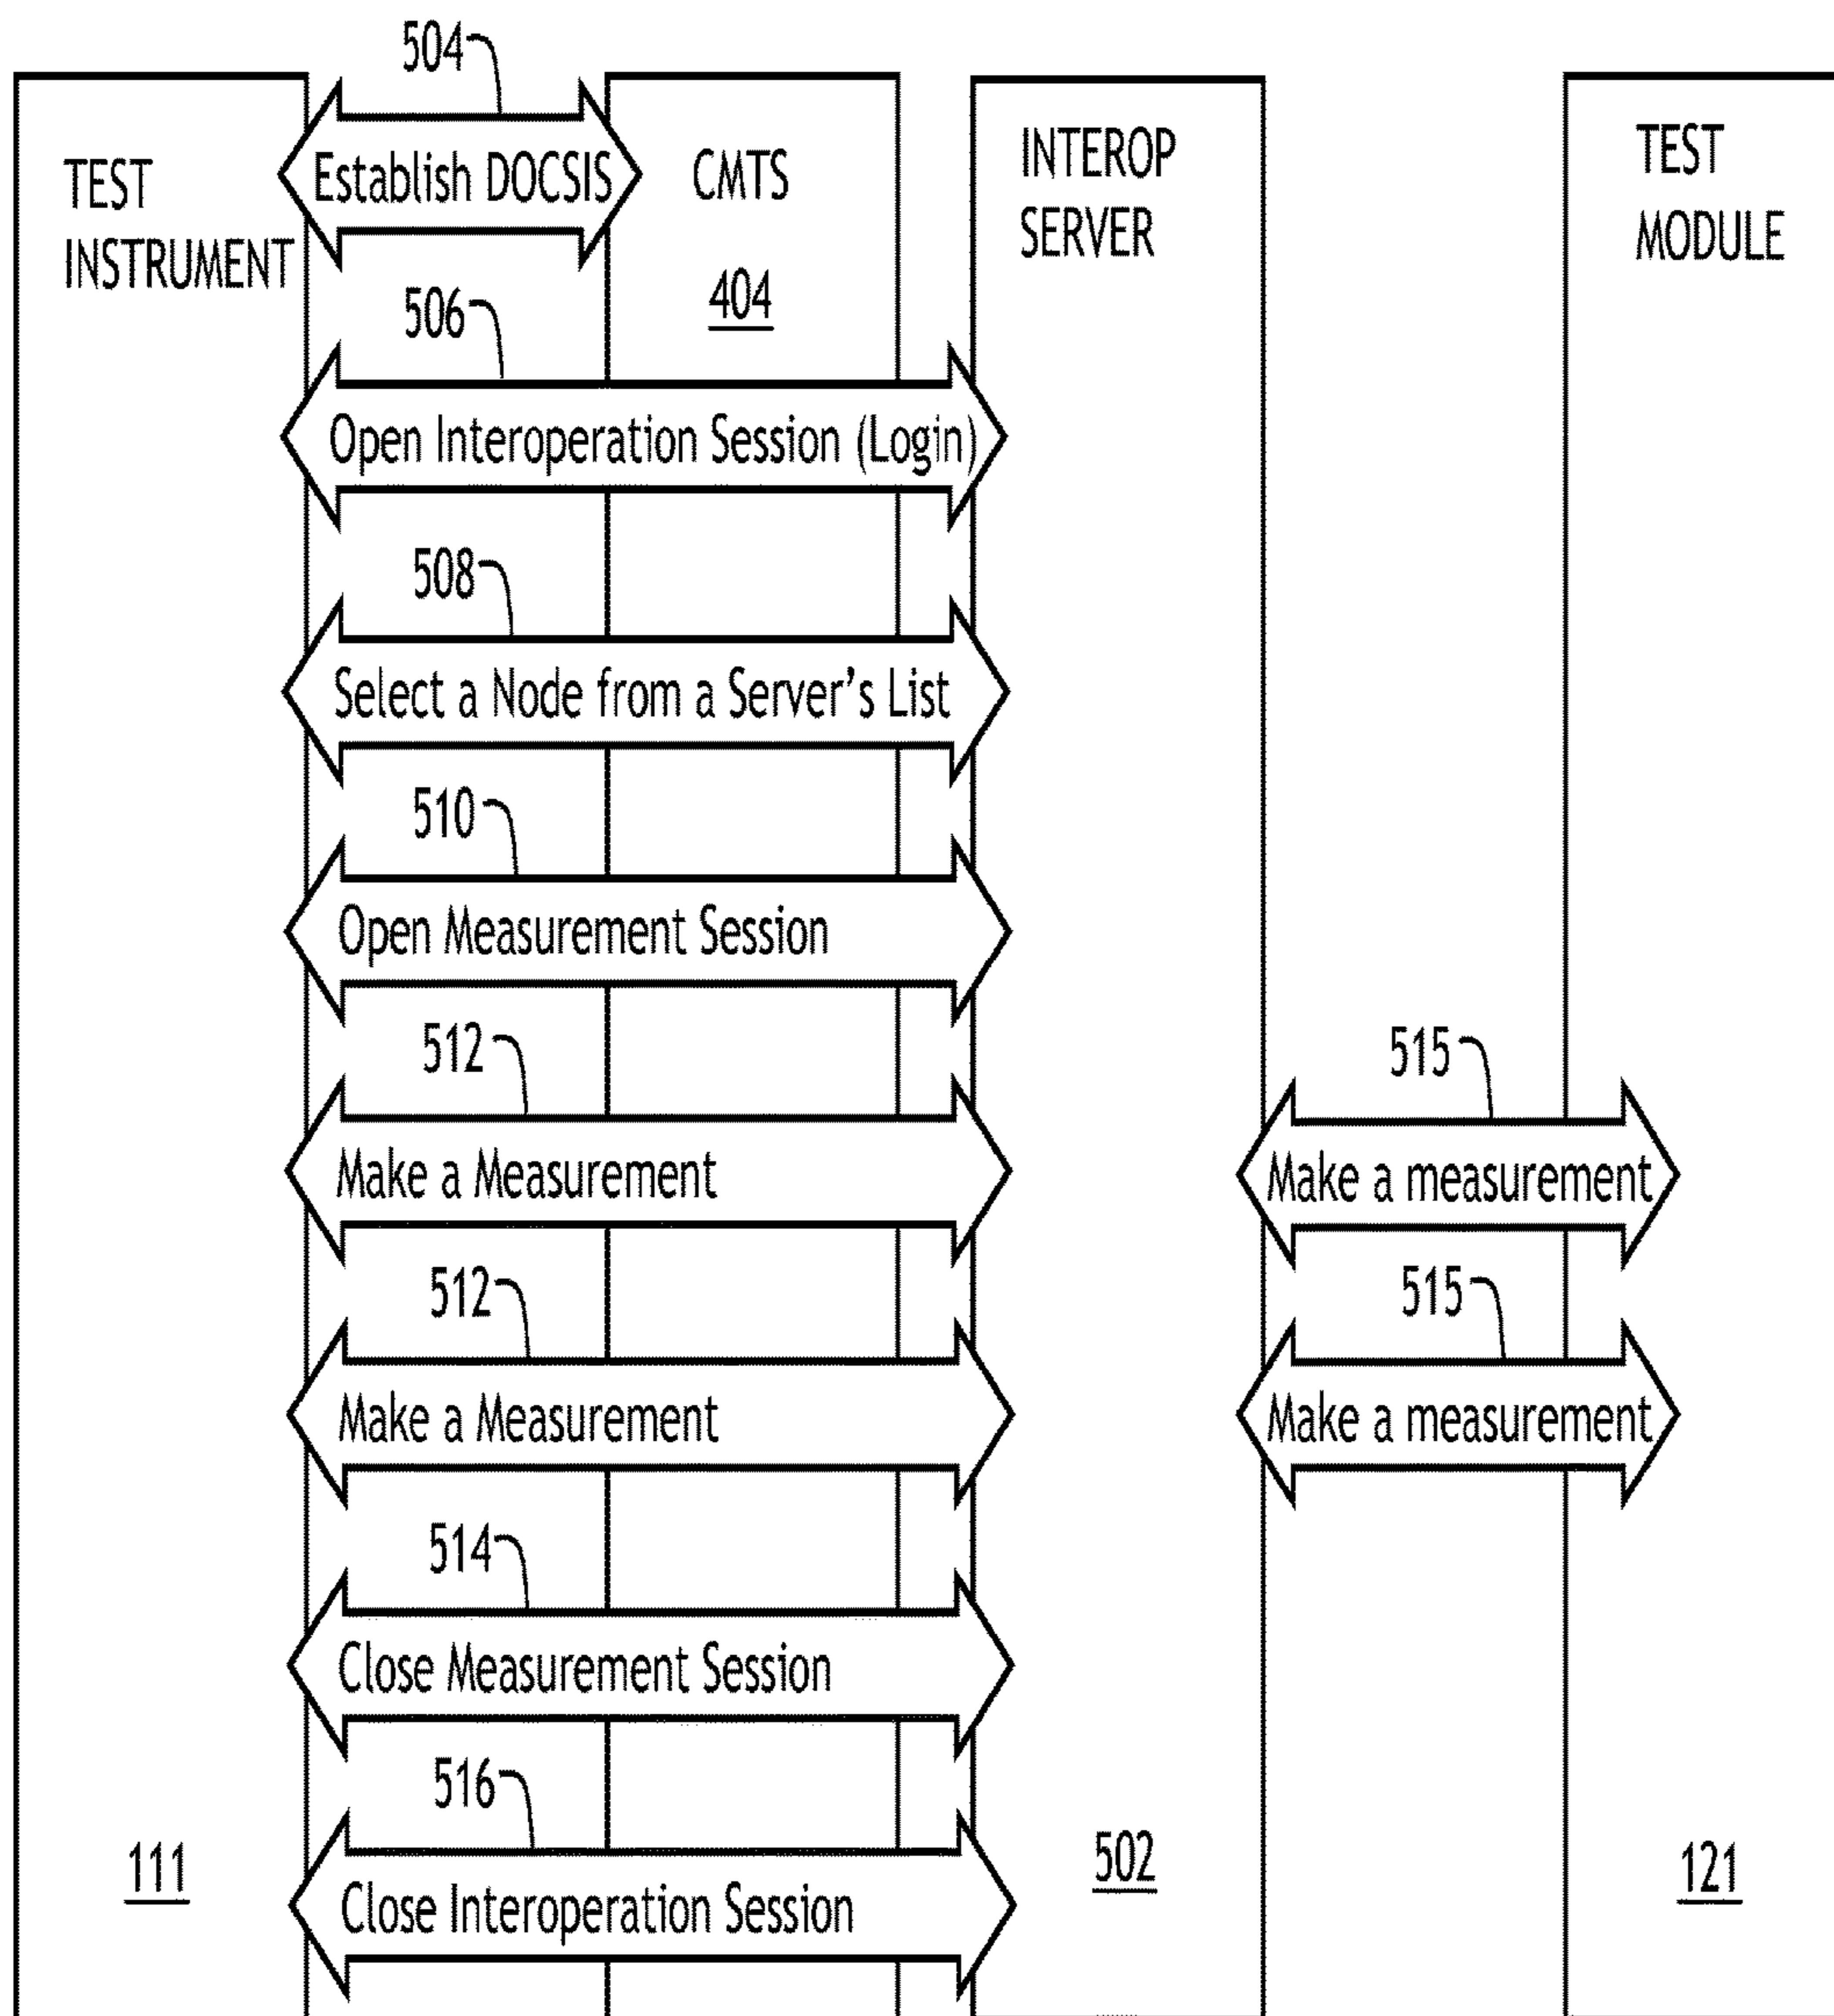 504
TEST
INSTRUMENT
Establish DOCSIS
CMTS
404
INTEROP
SERVER
TEST
MODULE
506
Open Interoperation Session (Login)
508
Select a Node from a Server's List
510
Open Measurement Session
512
Make a Measurement
515
Make a measurement
512
Make a Measurement
515
Make a measurement
514
Close Measurement Session
516
Close Interoperation Session
111
502
121